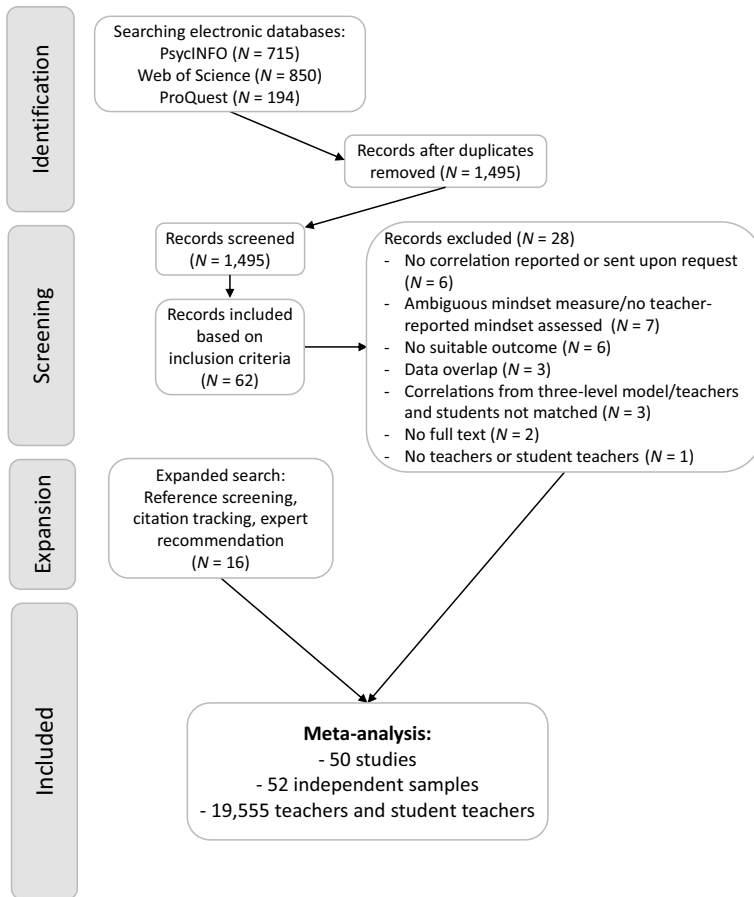 Identification
Searching electronic databases:
PsycINFO (N = 715)
Web of Science (N = 850)
ProQuest (N = 194)
Records after duplicates
removed (N = 1,495)
Screening
Records screened
(N = 1,495)
Records included
based on
inclusion criteria
(N = 62)
Records excluded (N = 28)
- No correlation reported or sent upon request
(N = 6)
- Ambiguous mindset measure/no teacher-
reported mindset assessed (N = 7)
- No suitable outcome (N = 6)
- Data overlap (N = 3)
- Correlations from three-level model/teachers
and students not matched (N = 3)
- No full text (N = 2)
- No teachers or student teachers (N = 1)
Expansion
Expanded search:
Reference screening,
citation tracking, expert
recommendation
(N = 16)
Included
Meta-analysis:
- 50 studies
- 52 independent samples
- 19,555 teachers and student teachers